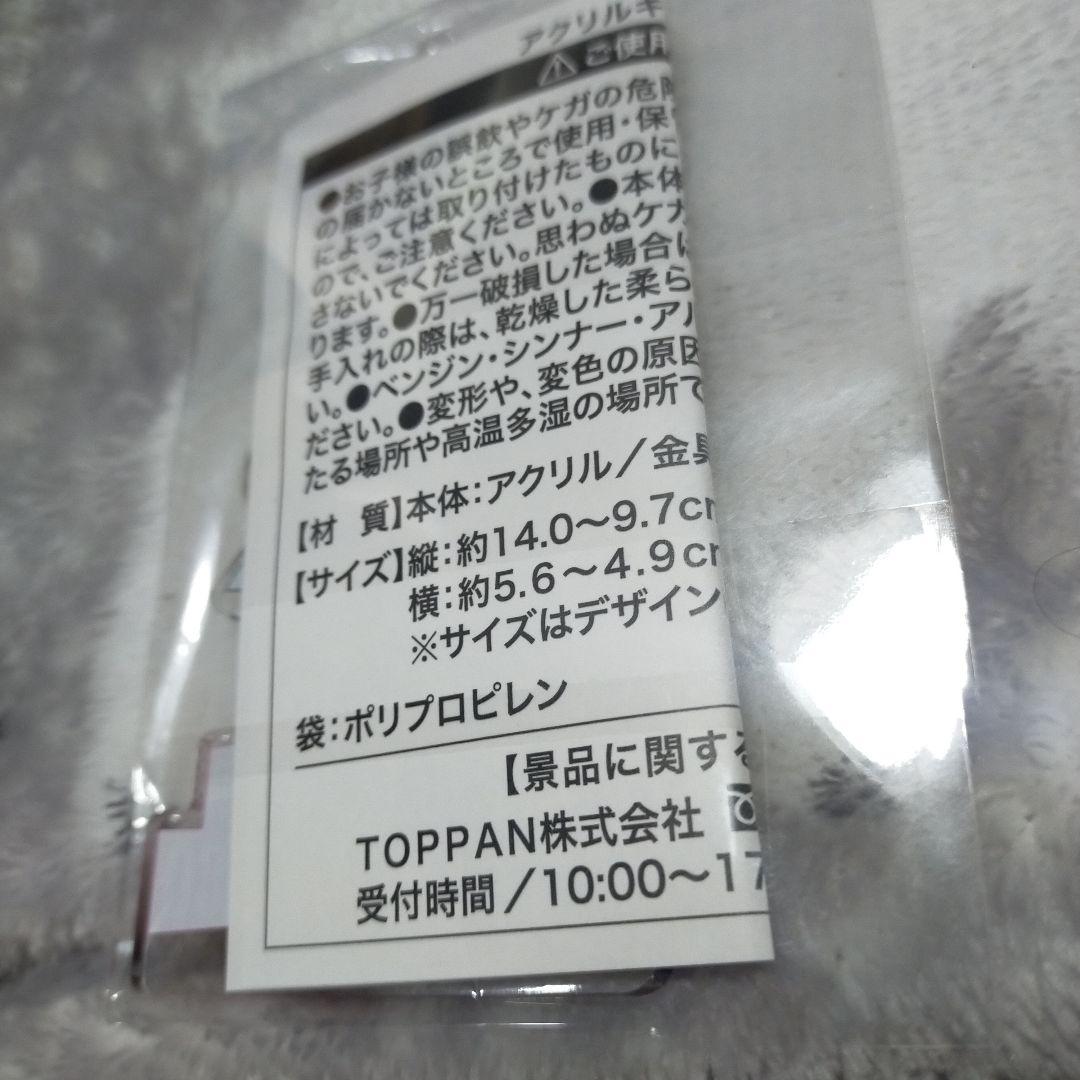 アクリルキ
⚠ご使用
●お子様の誤飲やケガの危険
の届かないところで使用・保
によっては取り付けたものに
ので、ご注意ください。●本体
さないでください。思わぬケガ
ります。●万一破損した場合は
手入れの際は、乾燥した柔ら
い。●ベンジン・シンナー・アル
ださい。●変形や、変色の原因
たる場所や高温多湿の場所で
【材 質】本体:アクリル/金具
【サイズ】縦:約14.0〜9.7cm
横:約5.6〜4.9cm
※サイズはデザイン
袋:ポリプロピレン
【景品に関する
TOPPAN株式会社
受付時間/10:00〜17